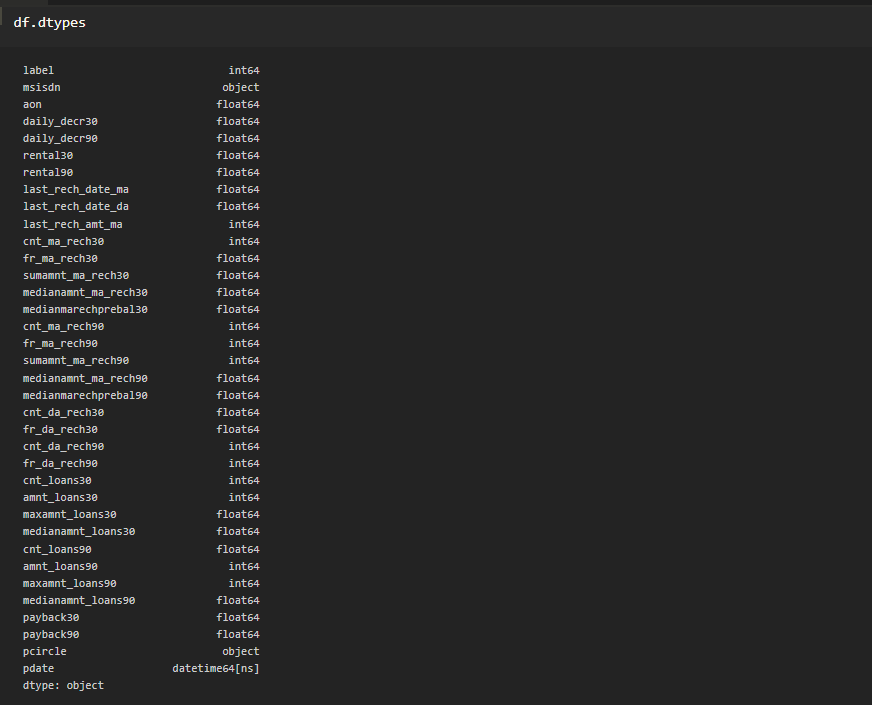 df.dtypes
label int64
msisdn object
aon float64
daily_decr30 float64
daily_decr90 float64
rental30 float64
rental90 float64
last_rech_date_ma float64
last_rech_date_da float64
last_rech_amt_ma int64
cnt_ma_rech30 int64
fr_ma_rech30 float64
sumamnt_ma_rech30 float64
medianamnt_ma_rech30 float64
medianmarechprebal30 float64
cnt_ma_rech90 int64
fr_ma_rech90 int64
sumamnt_ma_rech90 int64
medianamnt_ma_rech90 float64
medianmarechprebal90 float64
cnt_da_rech30 float64
fr_da_rech30 float64
cnt_da_rech90 int64
fr_da_rech90 int64
cnt_loans30 int64
amnt_loans30 int64
maxamnt_loans30 float64
medianamnt_loans30 float64
cnt_loans90 float64
amnt_loans90 int64
maxamnt_loans90 int64
medianamnt_loans90 float64
payback30 float64
payback90 float64
pcircle object
pdate datetime64[ns]
dtype: object